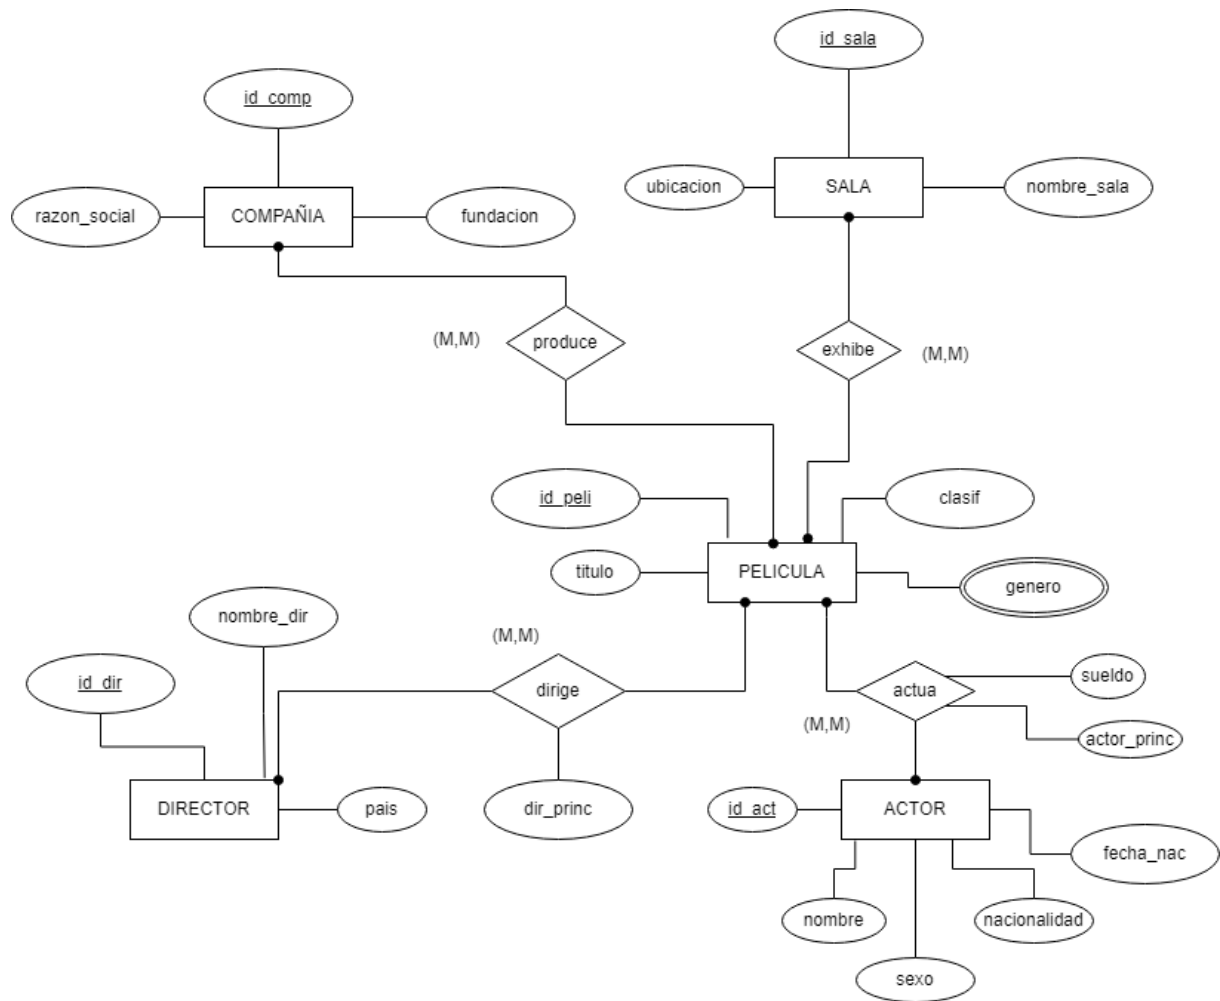 id_sala
id_comp
ubicacion
SALA
nombre_sala
razon_social
COMPAÑIA
fundacion
(M,M)
produce
exhibe
(M,M)
id_peli
clasif
titulo
PELICULA
genero
nombre_dir
(M,M)
id_dir
dirige
actua
sueldo
(M,M)
actor_princ
DIRECTOR
pais
dir_princ
id_act
ACTOR
fecha_nac
nombre
nacionalidad
sexo